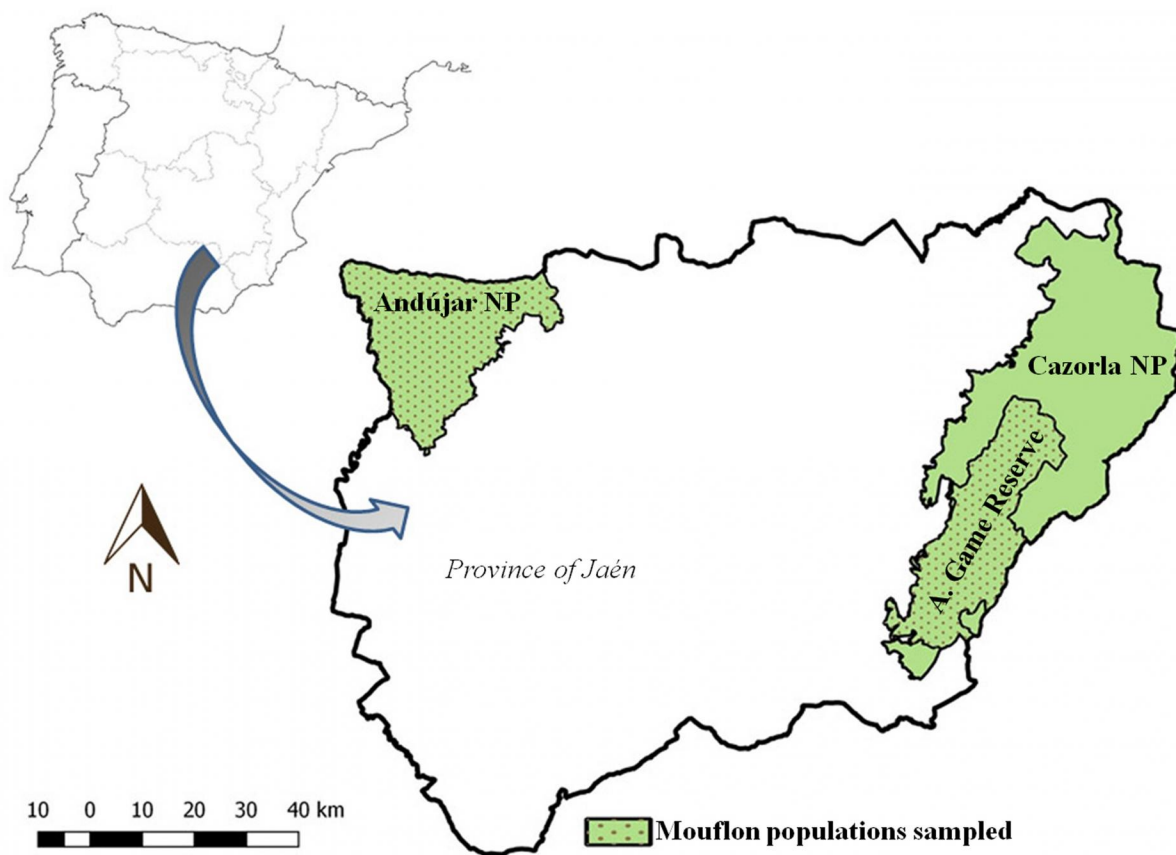 Andújar NP
Cazorla NP
A. Game Reserve
Province of Jaén
N
10 0 10 20 30 40 km
Mouflon populations sampled